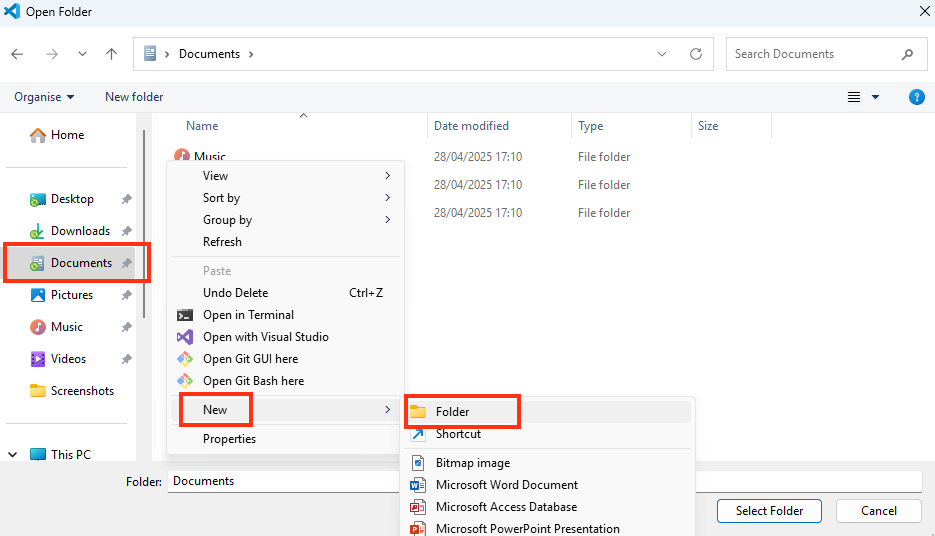 Open Folder
Documents
Search Documents
Organise
New folder
Name
Date modified
Type
Size
Home
Desktop
Downloads
Documents
Pictures
Music
Videos
Screenshots
This PC
Music
28/04/2025 17:10
File folder
28/04/2025 17:10
File folder
28/04/2025 17:10
File folder
View
Sort by
Group by
Refresh
Paste
Undo Delete Ctrl+Z
Open in Terminal
Open with Visual Studio
Open Git GUI here
Open Git Bash here
New
Properties
Folder
Shortcut
Bitmap image
Microsoft Word Document
Microsoft Access Database
Microsoft PowerPoint Presentation
Folder: Documents
Select Folder
Cancel